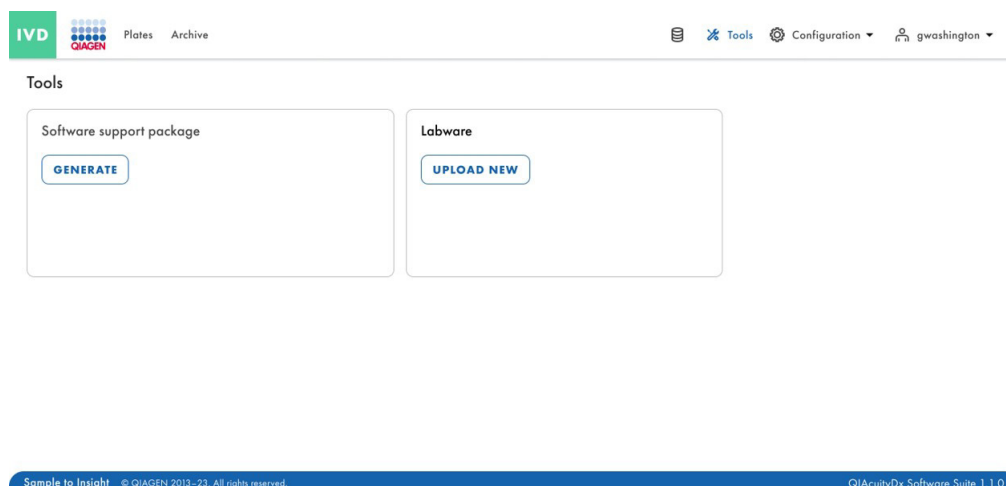 IVD
QIAGEN
Plates Archive
Tools Configuration gwashington
Tools
Software support package
GENERATE
Labware
UPLOAD NEW
Sample to Insight © QIAGEN 2013–23. All rights reserved.
QIAcuityDx Software Suite 1.1.0